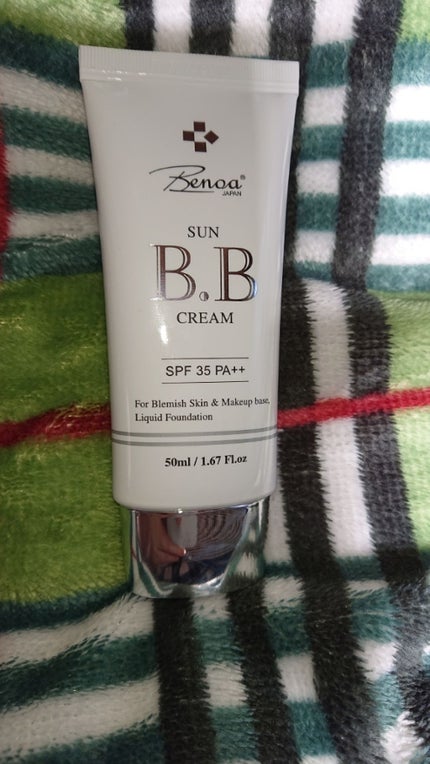 Benoa®
JAPAN
SUN
B.B
CREAM
SPF 35 PA++
For Blemish Skin & Makeup base,
Liquid Foundation
50ml / 1.67 Fl.oz